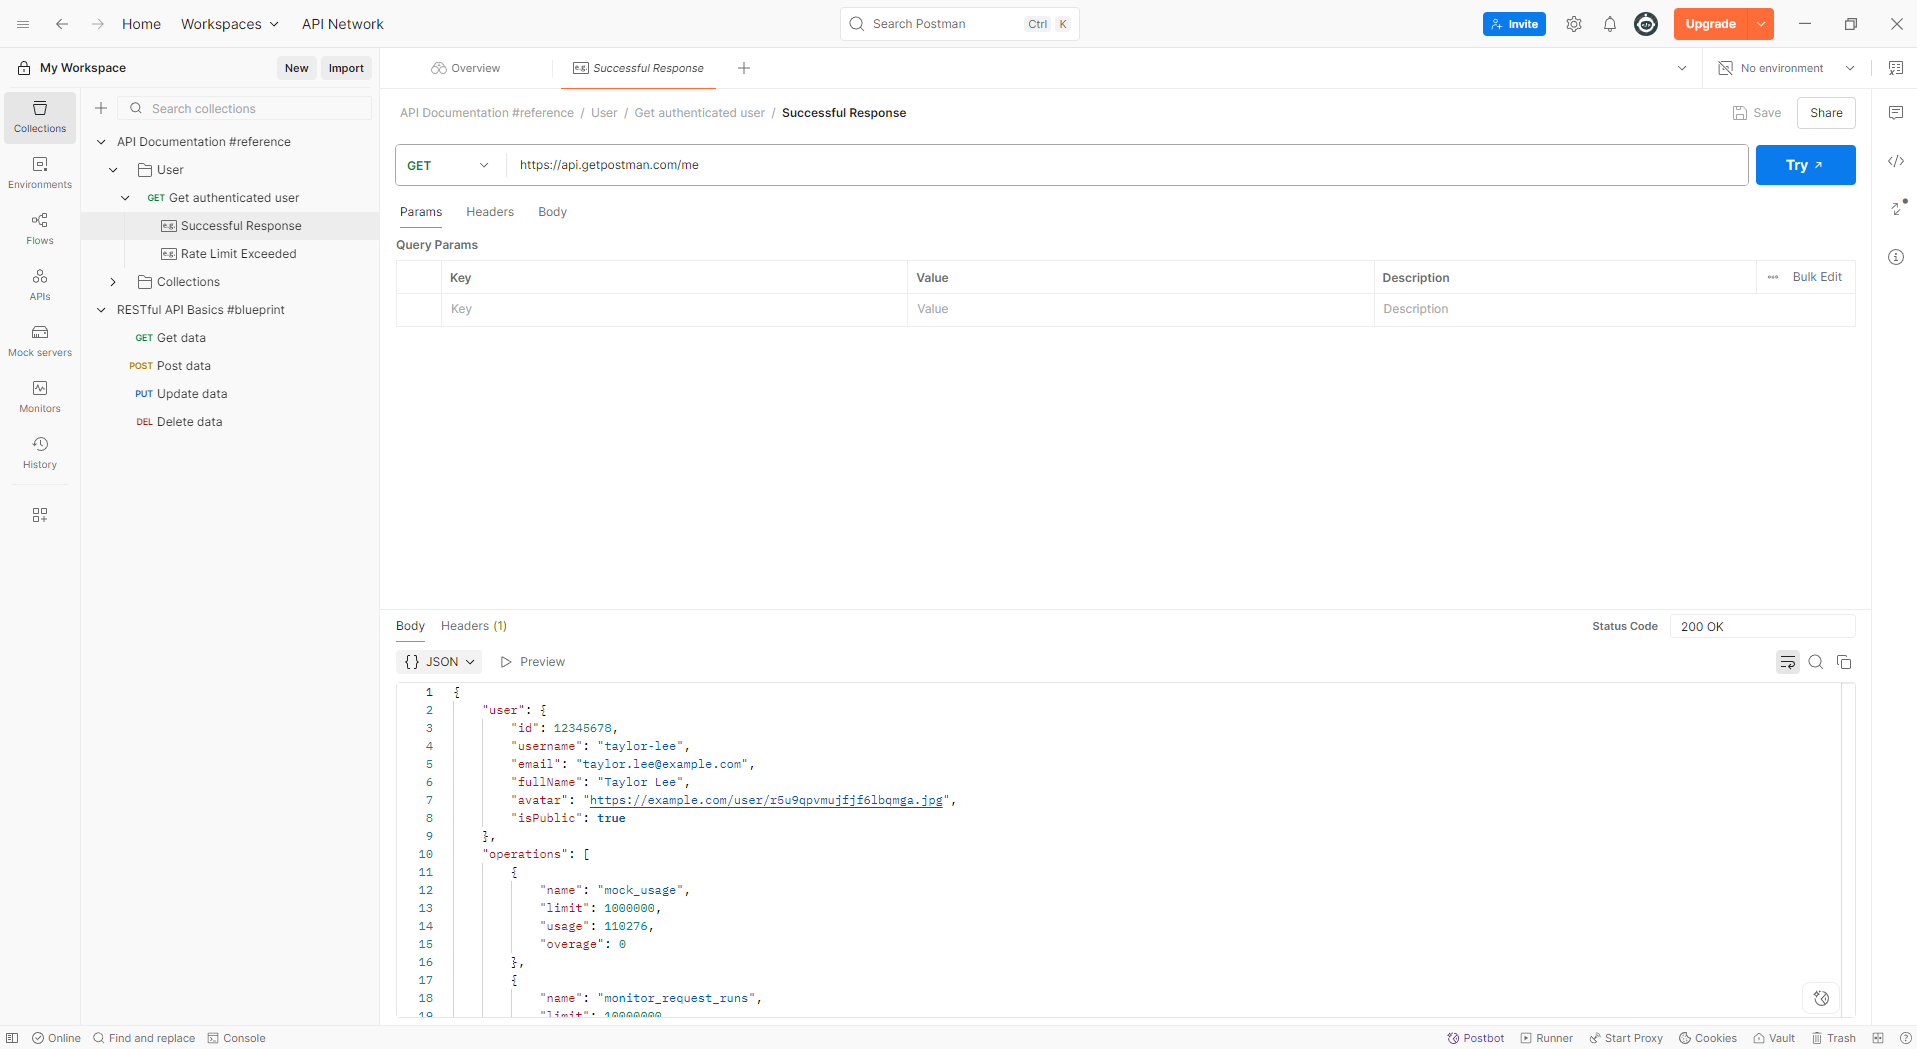 Home Workspaces API Network Search Postman Ctrl K Invite Upgrade
My Workspace New Import Overview e.g. Successful Response No environment
Collections
Environments
Flows
APIs
Mock servers
Monitors
History
Search collections
API Documentation #reference
User
GET Get authenticated user
e.g. Successful Response
e.g. Rate Limit Exceeded
Collections
RESTful API Basics #blueprint
GET Get data
POST Post data
PUT Update data
DEL Delete data
API Documentation #reference / User / Get authenticated user / Successful Response Save Share
GET https://api.getpostman.com/me Try
Params Headers Body
Query Params
Key Value Description Bulk Edit
Key Value Description
Body Headers (1) Status Code 200 OK
{} JSON Preview
1 {
2 "user": {
3 "id": 12345678,
4 "username": "taylor-lee",
5 "email": "taylor.lee@example.com",
6 "fullName": "Taylor Lee",
7 "avatar": "https://example.com/user/r5u9qpvmujfjf6lbqmga.jpg",
8 "isPublic": true
9 },
10 "operations": [
11 {
12 "name": "mock_usage",
13 "limit": 1000000,
14 "usage": 110276,
15 "overage": 0
16 },
17 {
18 "name": "monitor_request_runs",
19 "limit": 10000000
Online Find and replace Console Postbot Runner Start Proxy Cookies Vault Trash